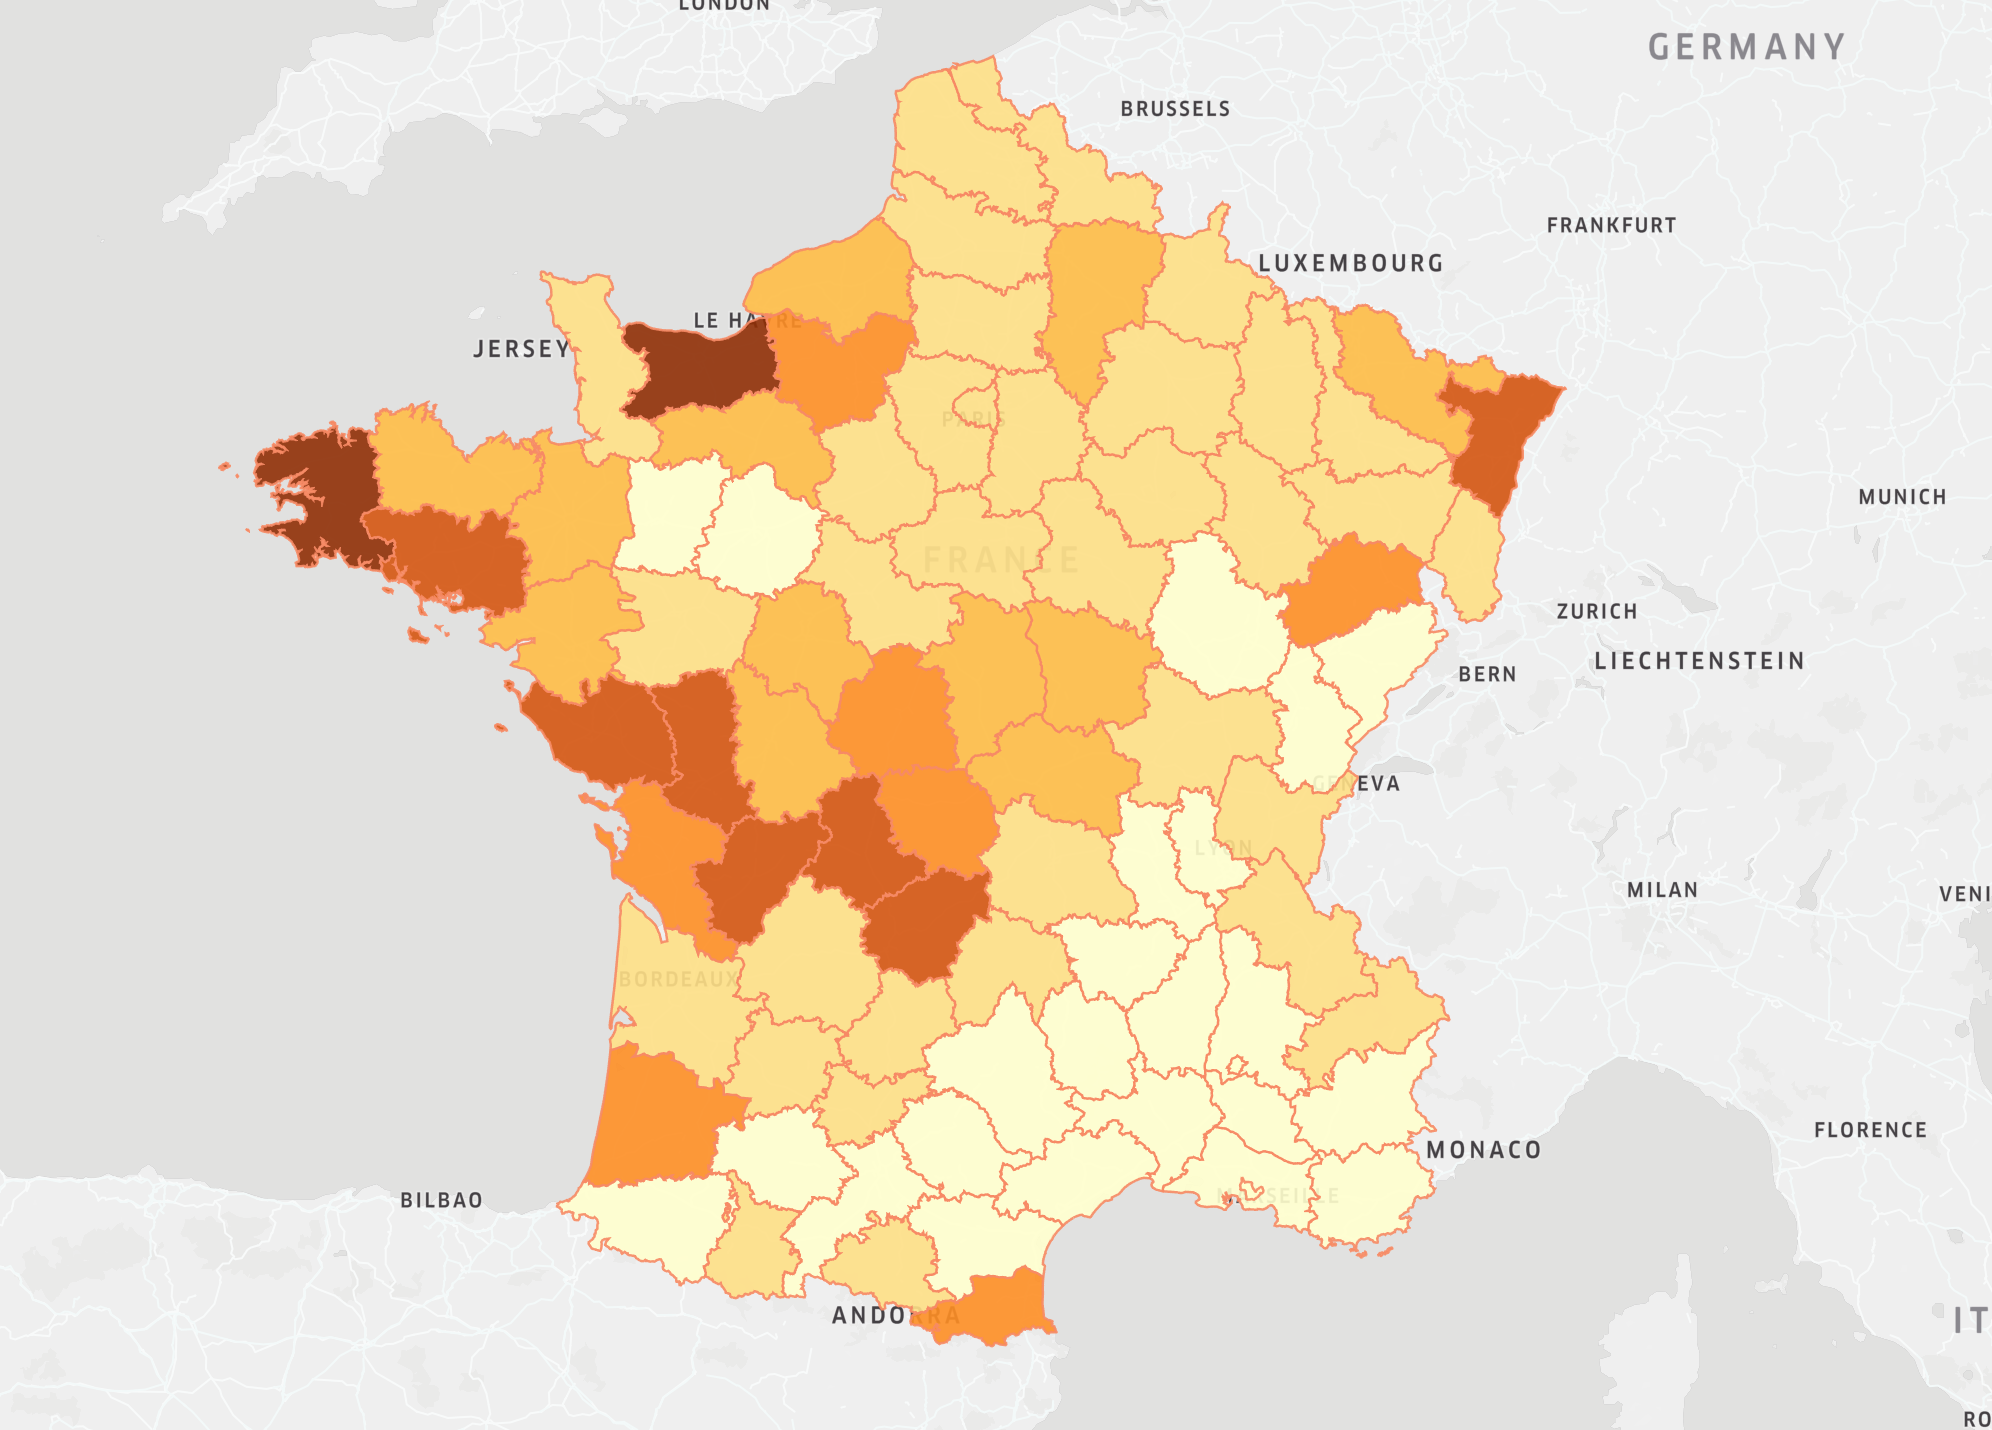 LONDON
GERMANY
BRUSSELS
FRANKFURT
LUXEMBOURG
LE HAVRE
JERSEY
PARIS
MUNICH
FRANCE
ZURICH
LIECHTENSTEIN
BERN
GENEVA
LYON
MILAN
VENI
BORDEAUX
FLORENCE
MONACO
MARSEILLE
BILBAO
ANDORRA
IT
RO